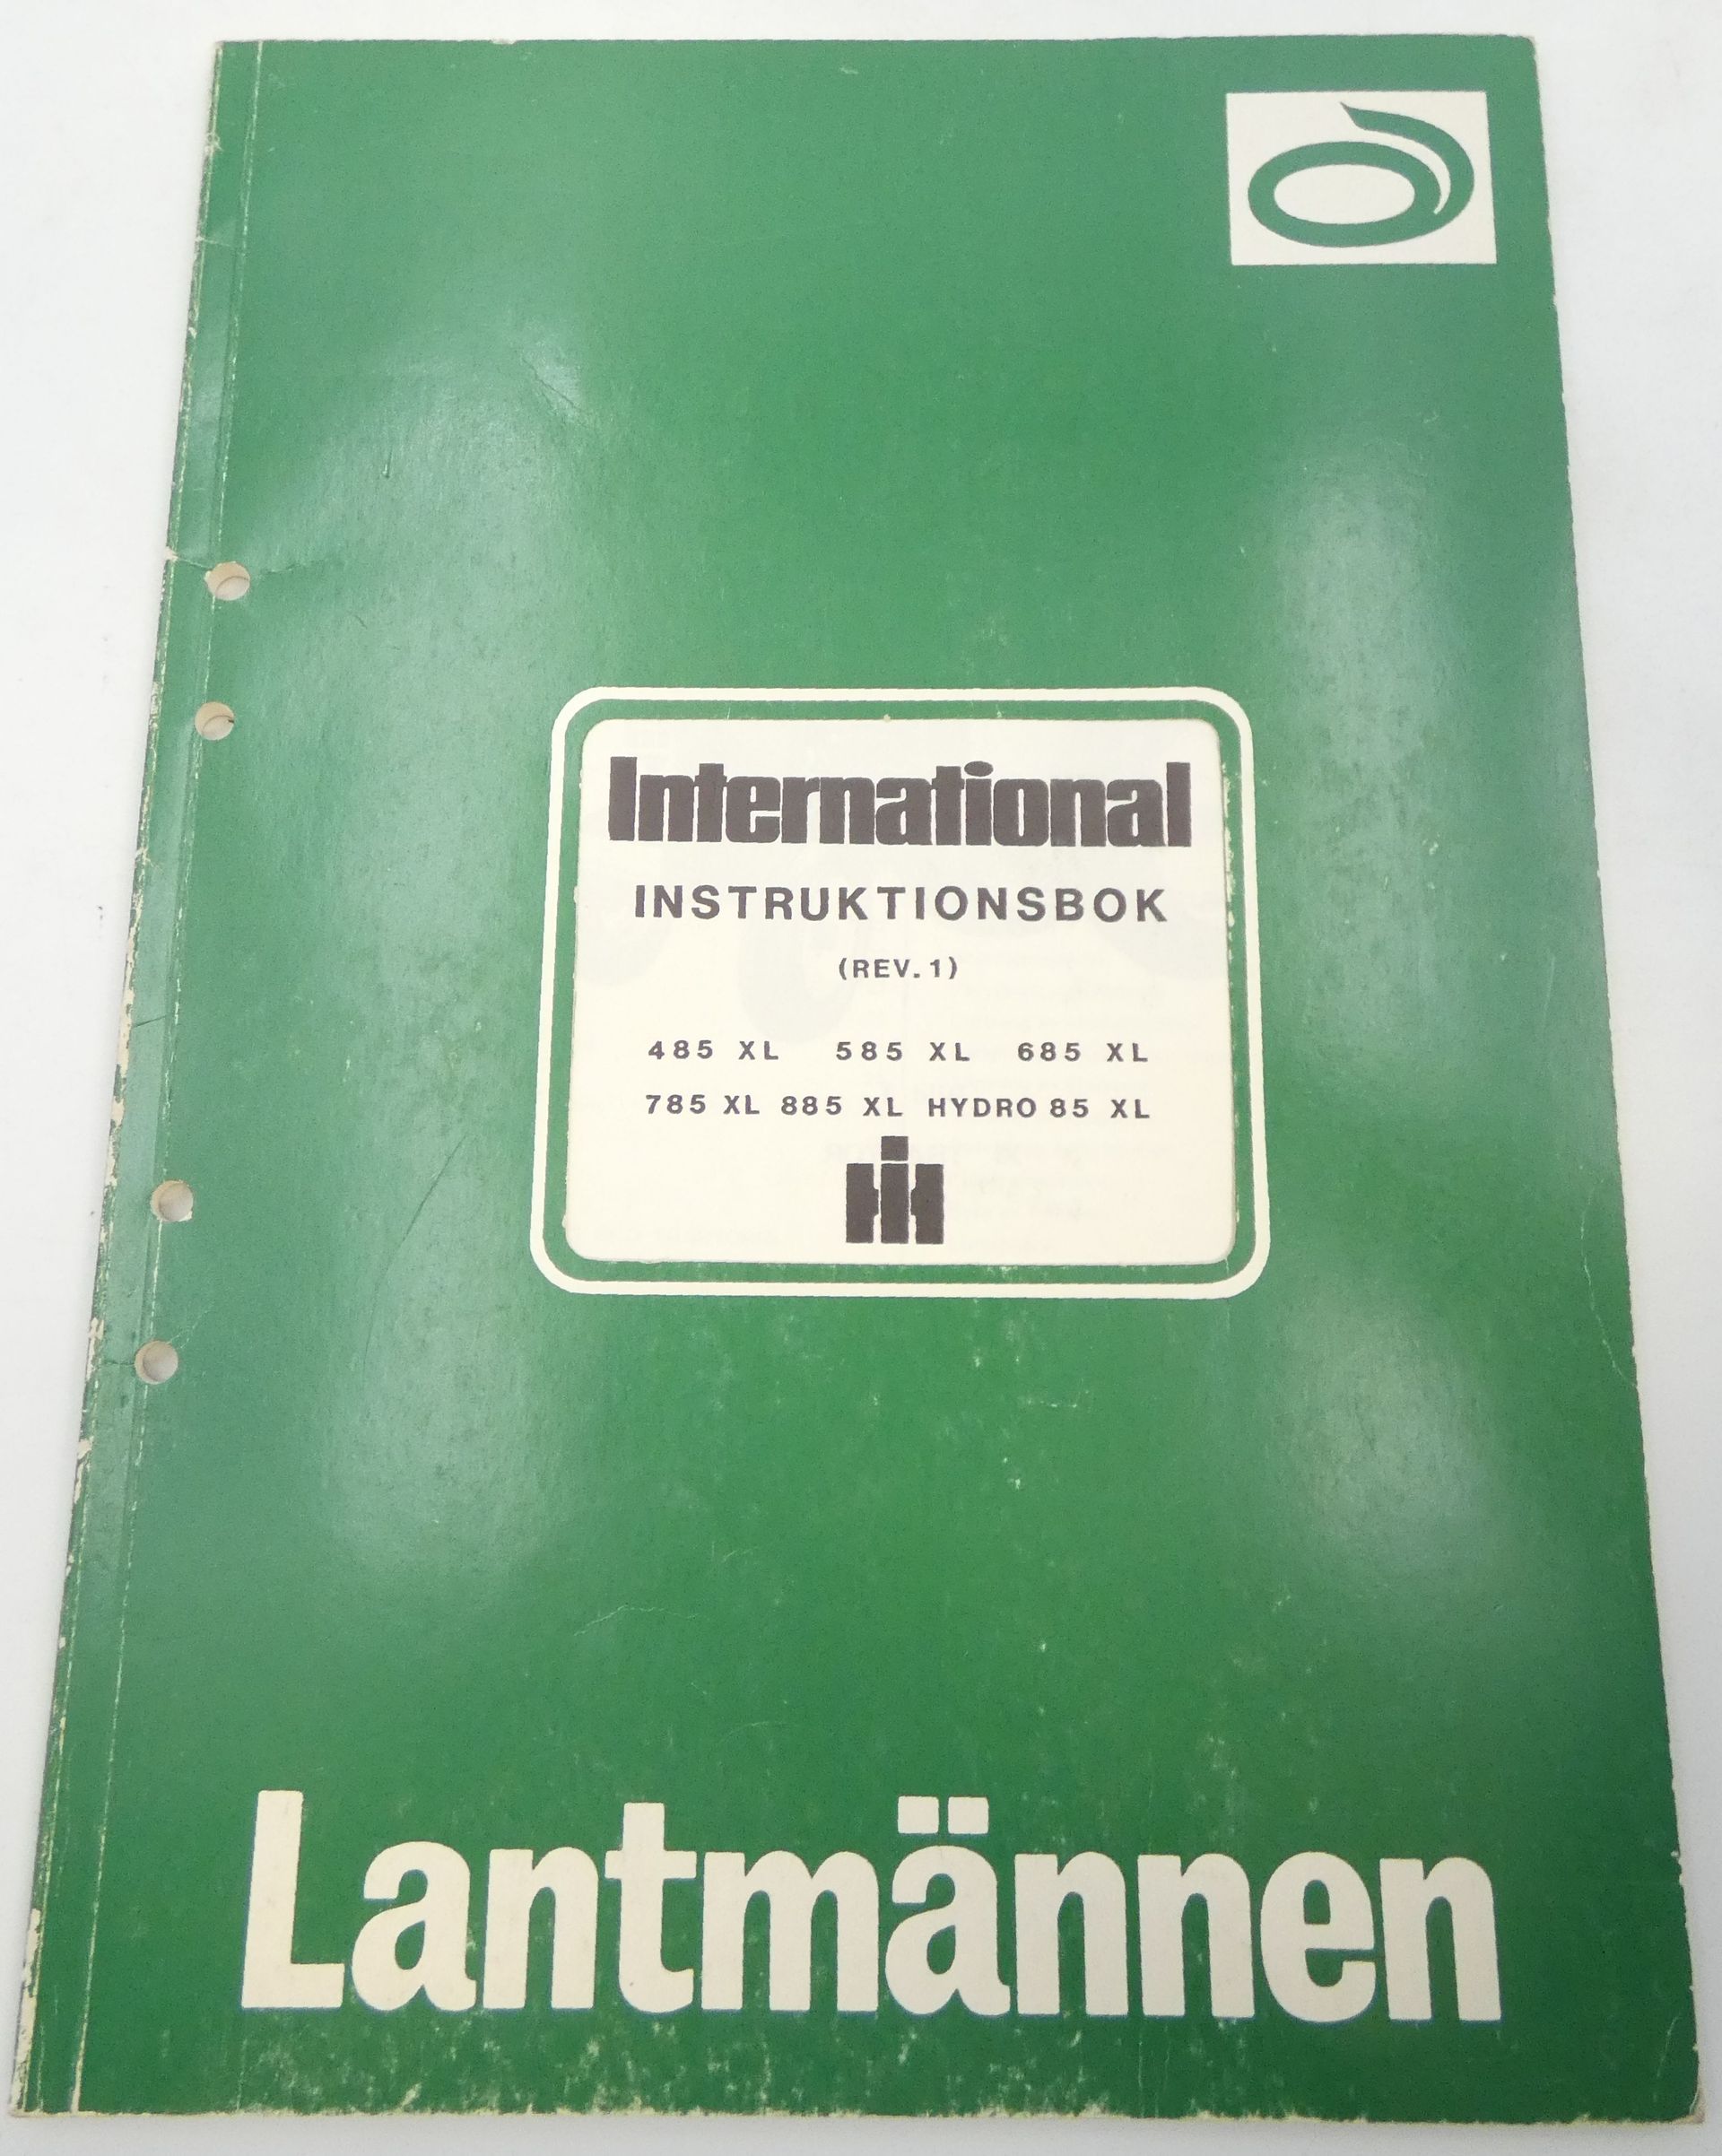 International
INSTRUKTIONSBOK
(REV. 1)
485 XL 585 XL 685 XL
785 XL 885 XL HYDRO 85 XL
IH
Lantmännen